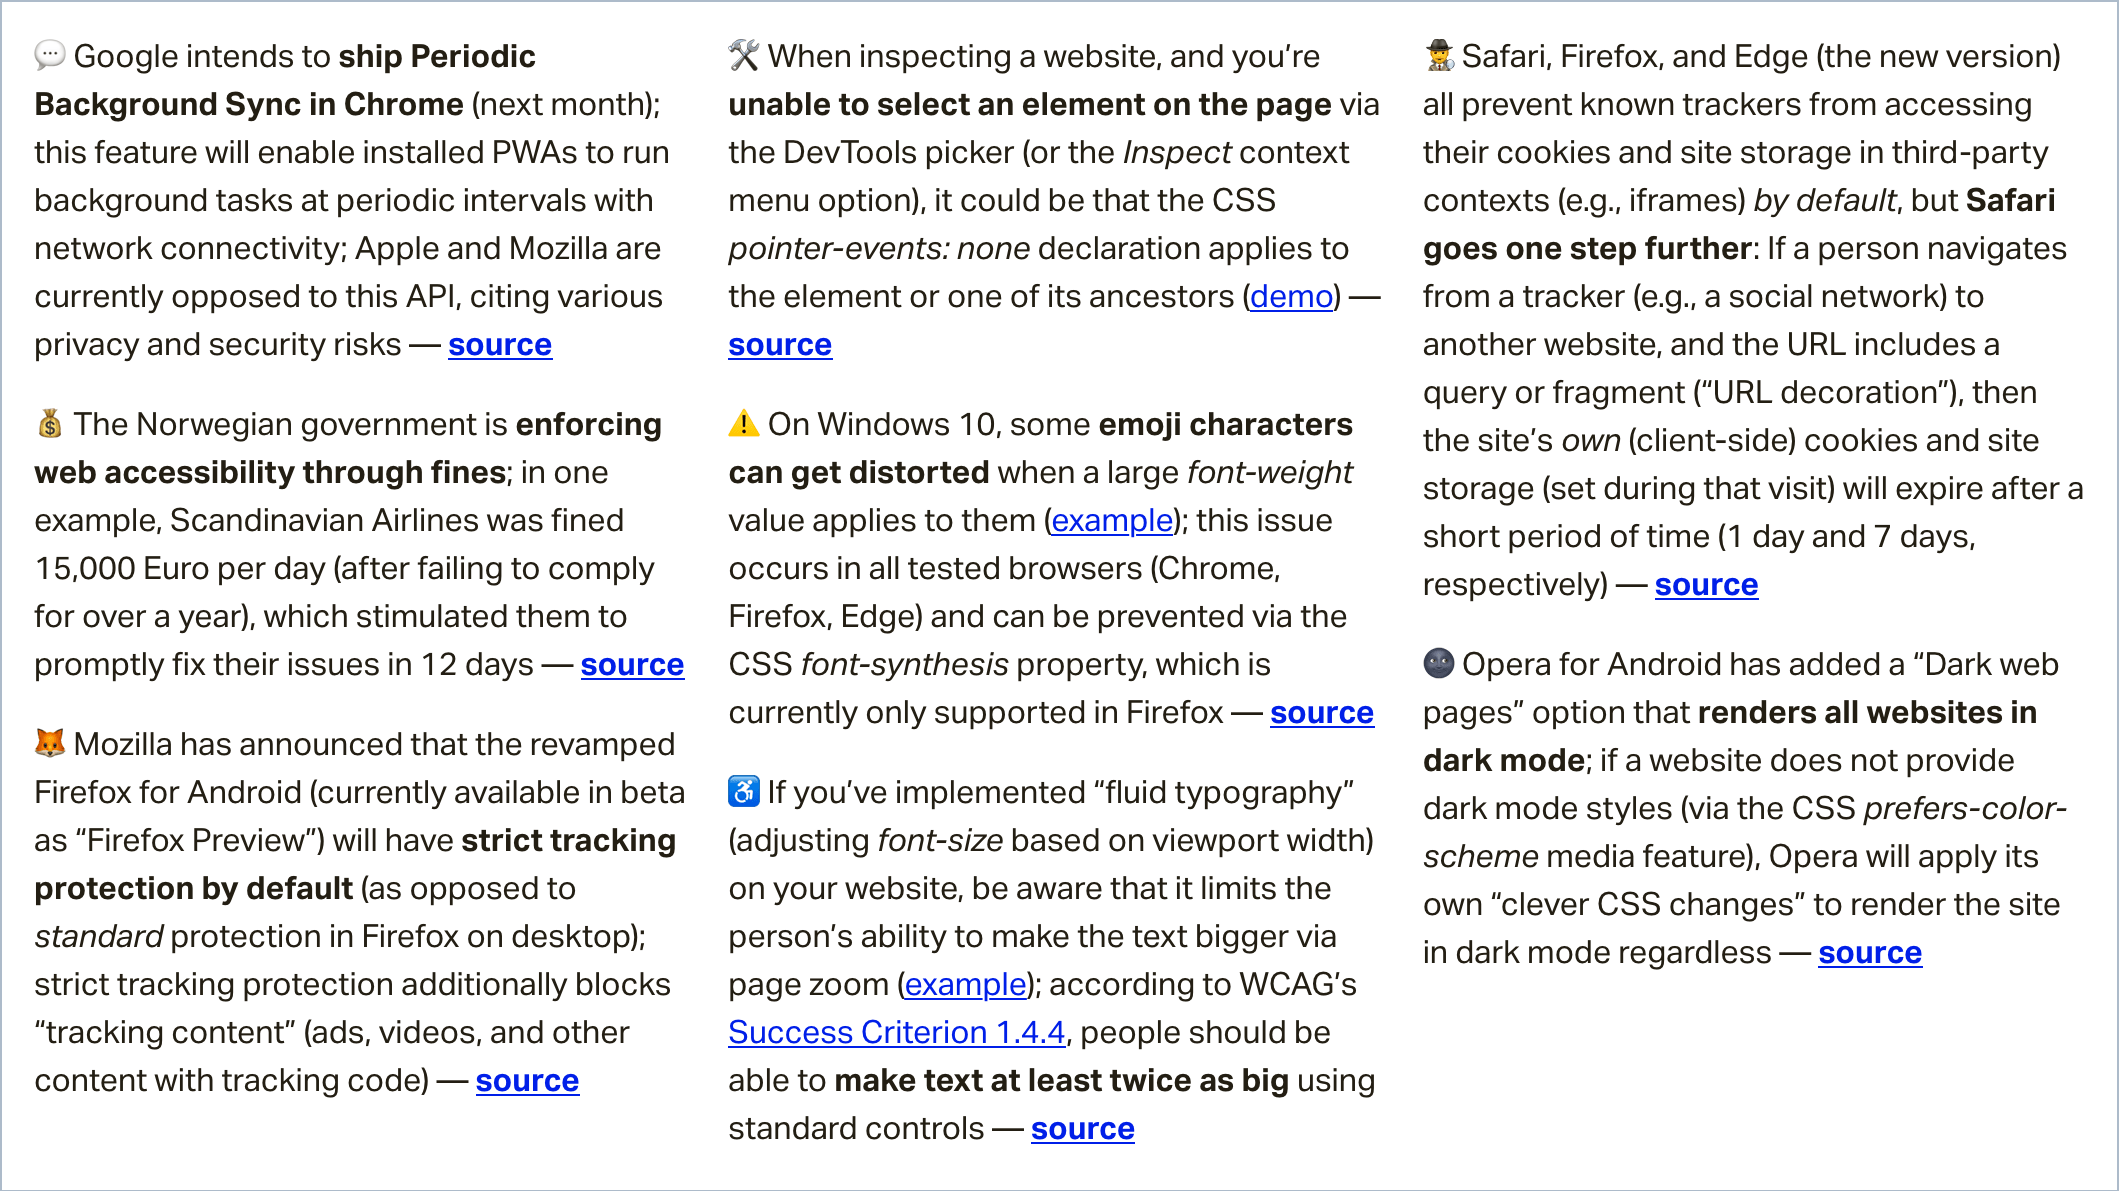 💬 Google intends to ship Periodic
Background Sync in Chrome (next month);
this feature will enable installed PWAs to run
background tasks at periodic intervals with
network connectivity; Apple and Mozilla are
currently opposed to this API, citing various
privacy and security risks — source
💰 The Norwegian government is enforcing
web accessibility through fines; in one
example, Scandinavian Airlines was fined
15,000 Euro per day (after failing to comply
for over a year), which stimulated them to
promptly fix their issues in 12 days — source
🦊 Mozilla has announced that the revamped
Firefox for Android (currently available in beta
as “Firefox Preview”) will have strict tracking
protection by default (as opposed to
standard protection in Firefox on desktop);
strict tracking protection additionally blocks
“tracking content” (ads, videos, and other
content with tracking code) — source
🛠 When inspecting a website, and you’re
unable to select an element on the page via
the DevTools picker (or the Inspect context
menu option), it could be that the CSS
pointer-events: none declaration applies to
the element or one of its ancestors (demo) —
source
⚠️ On Windows 10, some emoji characters
can get distorted when a large font-weight
value applies to them (example); this issue
occurs in all tested browsers (Chrome,
Firefox, Edge) and can be prevented via the
CSS font-synthesis property, which is
currently only supported in Firefox — source
♿ If you’ve implemented “fluid typography”
(adjusting font-size based on viewport width)
on your website, be aware that it limits the
person’s ability to make the text bigger via
page zoom (example); according to WCAG’s
Success Criterion 1.4.4, people should be
able to make text at least twice as big using
standard controls — source
🕵 Safari, Firefox, and Edge (the new version)
all prevent known trackers from accessing
their cookies and site storage in third-party
contexts (e.g., iframes) by default, but Safari
goes one step further: If a person navigates
from a tracker (e.g., a social network) to
another website, and the URL includes a
query or fragment (“URL decoration”), then
the site’s own (client-side) cookies and site
storage (set during that visit) will expire after a
short period of time (1 day and 7 days,
respectively) — source
🌚 Opera for Android has added a “Dark web
pages” option that renders all websites in
dark mode; if a website does not provide
dark mode styles (via the CSS prefers-color-
scheme media feature), Opera will apply its
own “clever CSS changes” to render the site
in dark mode regardless — source